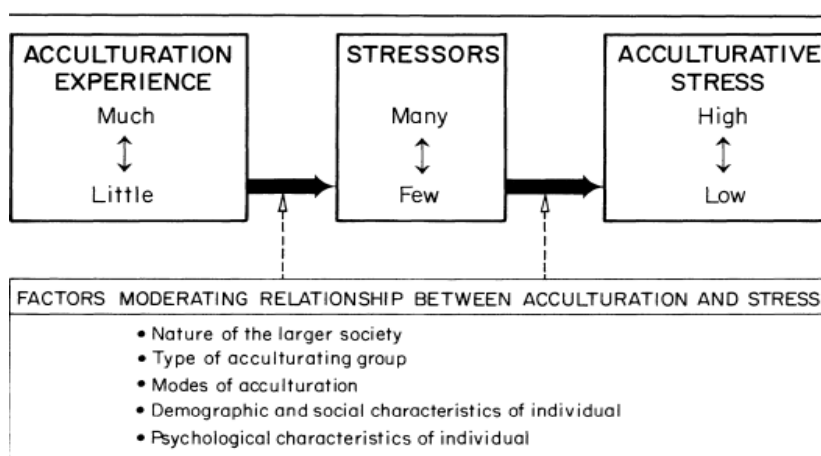 ACCULTURATION
EXPERIENCE
Much
Little
STRESSORS
Many
Few
ACCULTURATIVE
STRESS
High
Low
FACTORS MODERATING RELATIONSHIP BETWEEN ACCULTURATION AND STRESS
• Nature of the larger society
• Type of acculturating group
• Modes of acculturation
• Demographic and social characteristics of individual
• Psychological characteristics of individual